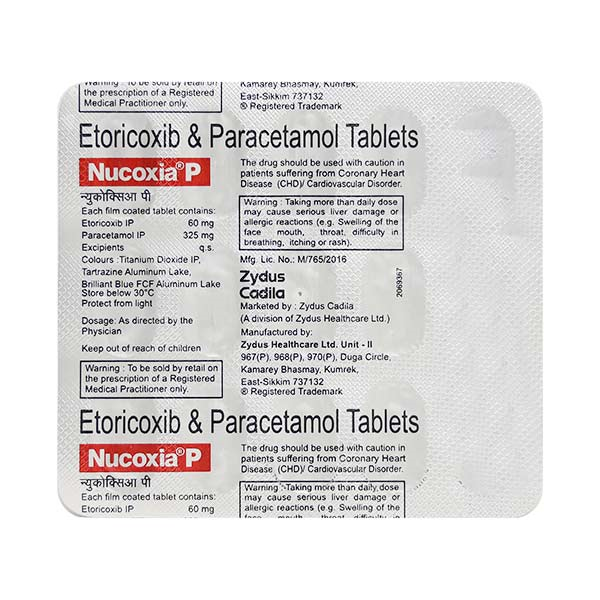 Warning : To be sold by retail on
the prescription of a Registered
Medical Practitioner only.
Kamarey Bhasmay, Kumrek,
East-Sikkim 737132
® Registered Trademark
Etoricoxib & Paracetamol Tablets
Nucoxia® P
न्युकोक्सिआ पी
Each film coated tablet contains:
Etoricoxib IP 60 mg
Paracetamol IP 325 mg
Excipients q.s.
Colours :Titanium Dioxide IP,
Tartrazine Aluminum Lake,
Brilliant Blue FCF Aluminum Lake
Store below 30°C
Protect from light
Dosage: As directed by the
Physician
Keep out of reach of children
Warning : To be sold by retail on
the prescription of a Registered
Medical Practitioner only.
The drug should be used with caution in
patients suffering from Coronary Heart
Disease (CHD)/ Cardiovascular Disorder.
Warning : Taking more than daily dose
may cause serious liver damage or
allergic reactions (e.g. Swelling of the
face mouth, throat, difficulty in
breathing, itching or rash).
Mfg. Lic. No.: M/765/2016
Zydus
Cadila
Marketed by : Zydus Cadila
(A division of Zydus Healthcare Ltd.)
Manufactured by:
Zydus Healthcare Ltd. Unit - II
967(P), 968(P), 970(P), Duga Circle,
Kamarey Bhasmay, Kumrek,
East-Sikkim 737132
® Registered Trademark
2069367
Etoricoxib & Paracetamol Tablets
Nucoxia® P
न्युकोक्सिआ पी
Each film coated tablet contains:
Etoricoxib IP 60 mg
The drug should be used with caution in
patients suffering from Coronary Heart
Disease (CHD)/ Cardiovascular Disorder.
Warning : Taking more than daily dose
may cause serious liver damage or
allergic reactions (e.g. Swelling of the
face mouth, throat difficulty in